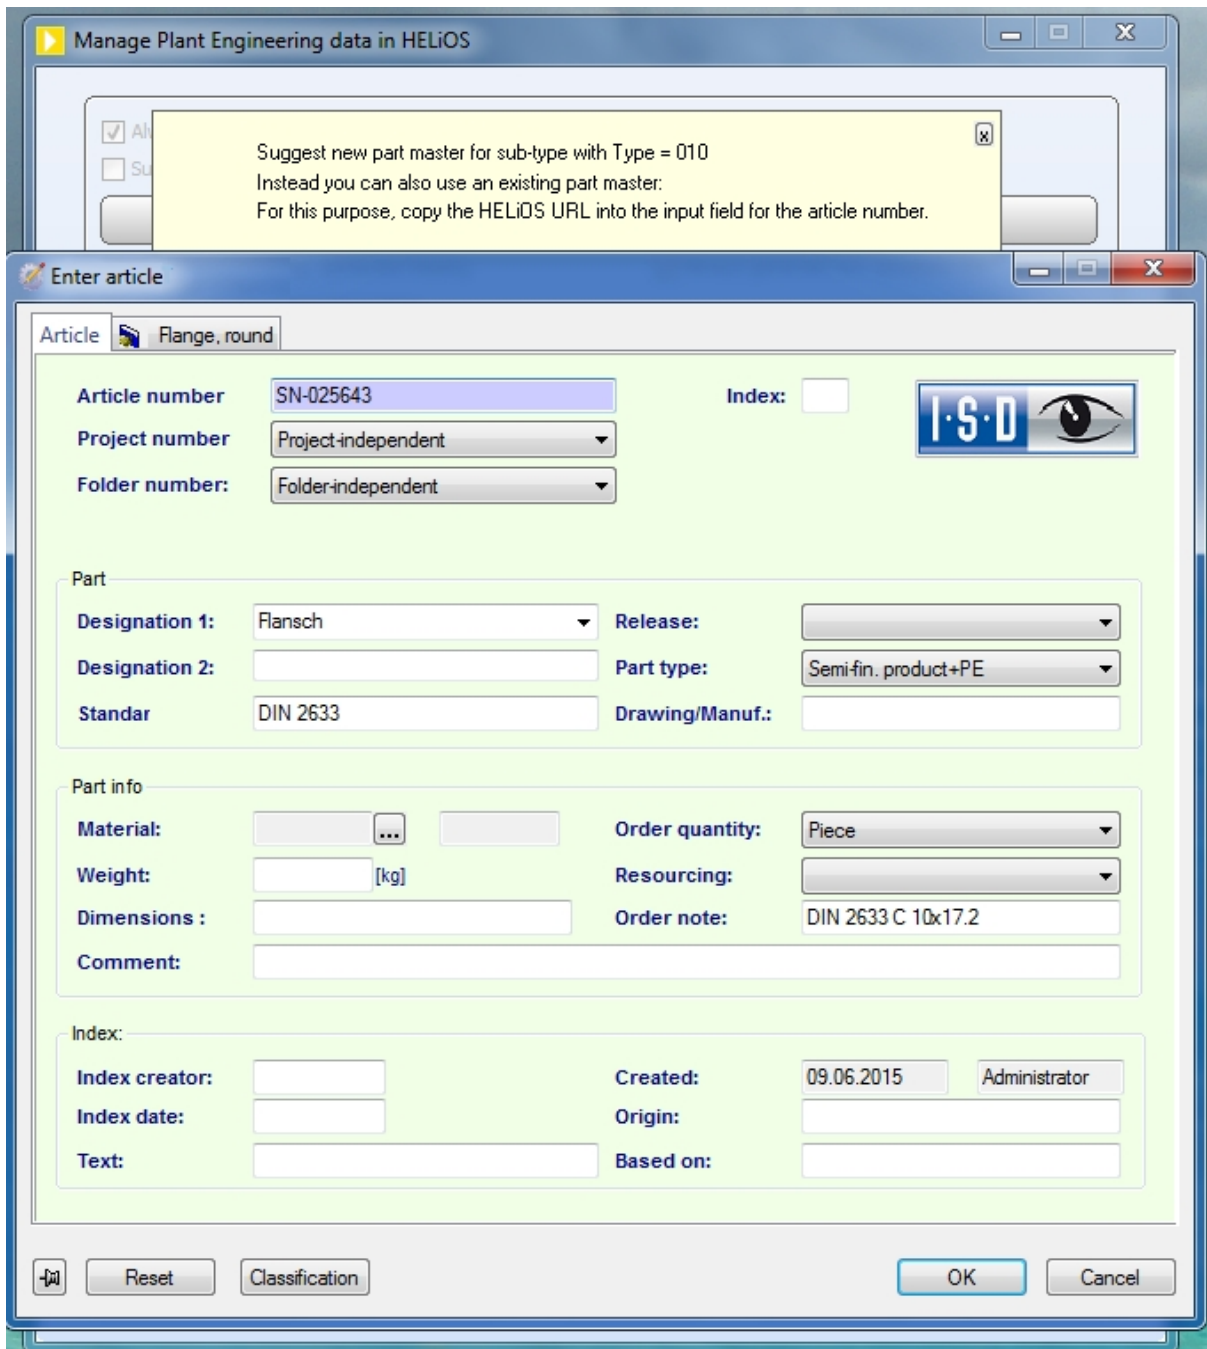 Manage Plant Engineering data in HELiOS
Suggest new part master for sub-type with Type = 010
Instead you can also use an existing part master:
For this purpose, copy the HELiOS URL into the input field for the article number.
Enter article
Article Flange, round
Article number SN-025643 Index:
I·S·D
Project number Project-independent
Folder number: Folder-independent
Part
Designation 1: Flansch Release:
Designation 2: Part type: Semi-fin. product+PE
Standar DIN 2633 Drawing/Manuf.:
Part info
Material: ... Order quantity: Piece
Weight: [kg] Resourcing:
Dimensions : Order note: DIN 2633 C 10x17.2
Comment:
Index:
Index creator: Created: 09.06.2015 Administrator
Index date: Origin:
Text: Based on:
Reset Classification OK Cancel